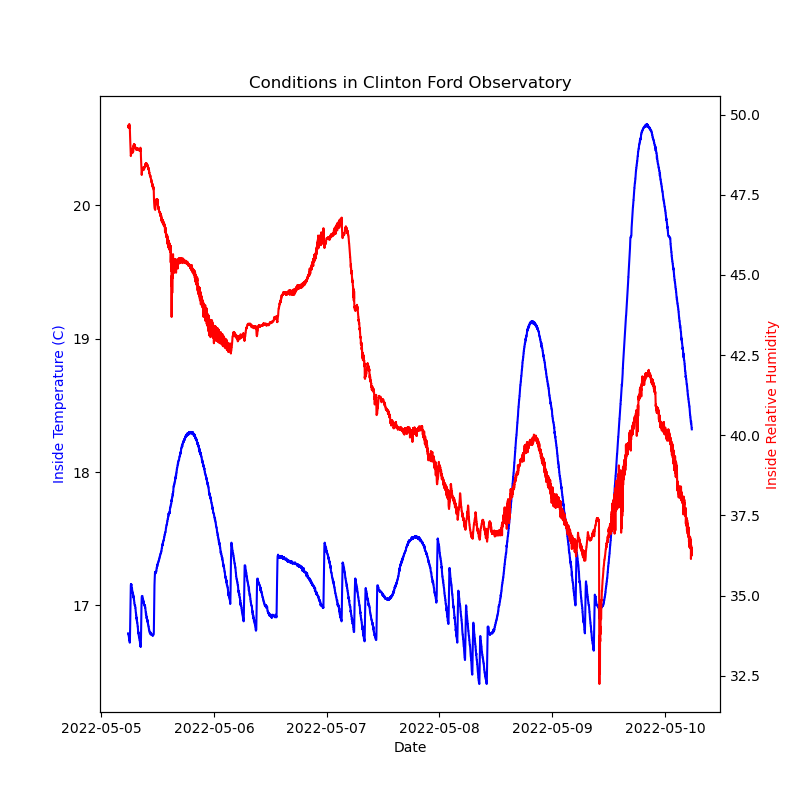 Conditions in Clinton Ford Observatory
Inside Temperature (C)
20
19
18
17
50.0
47.5
45.0
42.5
40.0
37.5
35.0
32.5
Inside Relative Humidity
2022-05-05 2022-05-06 2022-05-07 2022-05-08 2022-05-09 2022-05-10
Date